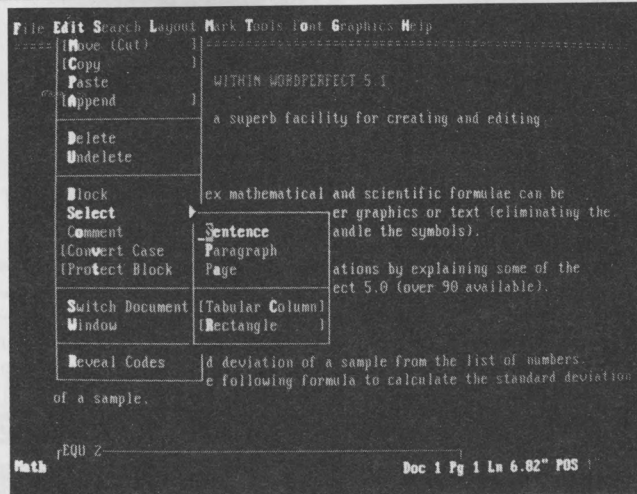 File Edit Search Layout Mark Tools Font Graphics Help
[Move (Cut) ]
[Copy ]
Paste WITHIN WORDPERFECT 5.1
[Append ]
a superb facility for creating and editing
Delete
Undelete
Block ex mathematical and scientific formulae can be
Select er graphics or text (eliminating the
Comment Sentence andle the symbols).
[Convert Case Paragraph
[Protect Block Page ations by explaining some of the
ect 5.0 (over 90 available).
Switch Document [Tabular Column]
Window [Rectangle ]
Reveal Codes d deviation of a sample from the list of numbers.
e following formula to calculate the standard deviation
of a sample.
EQU 2
Math Doc 1 Pg 1 Ln 6.82" POS